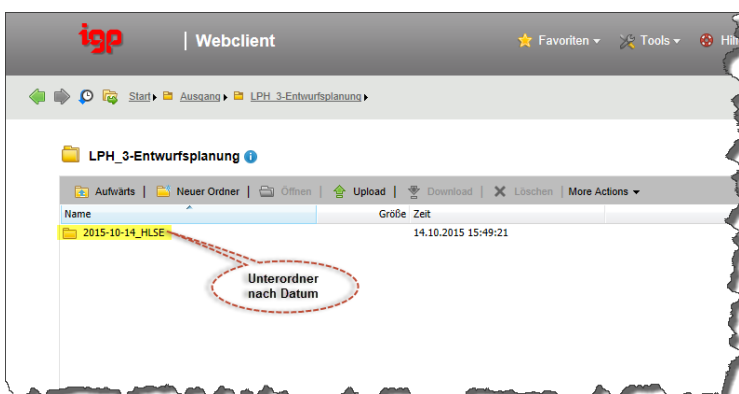 igp | Webclient Favoriten Tools
Start Ausgang LPH_3-Entwurfsplanung
LPH_3-Entwurfsplanung
Aufwärts | Neuer Ordner | Öffnen | Upload | Download | Löschen | More Actions
Name Größe Zeit
2015-10-14_HLSE 14.10.2015 15:49:21
Unterordner
nach Datum